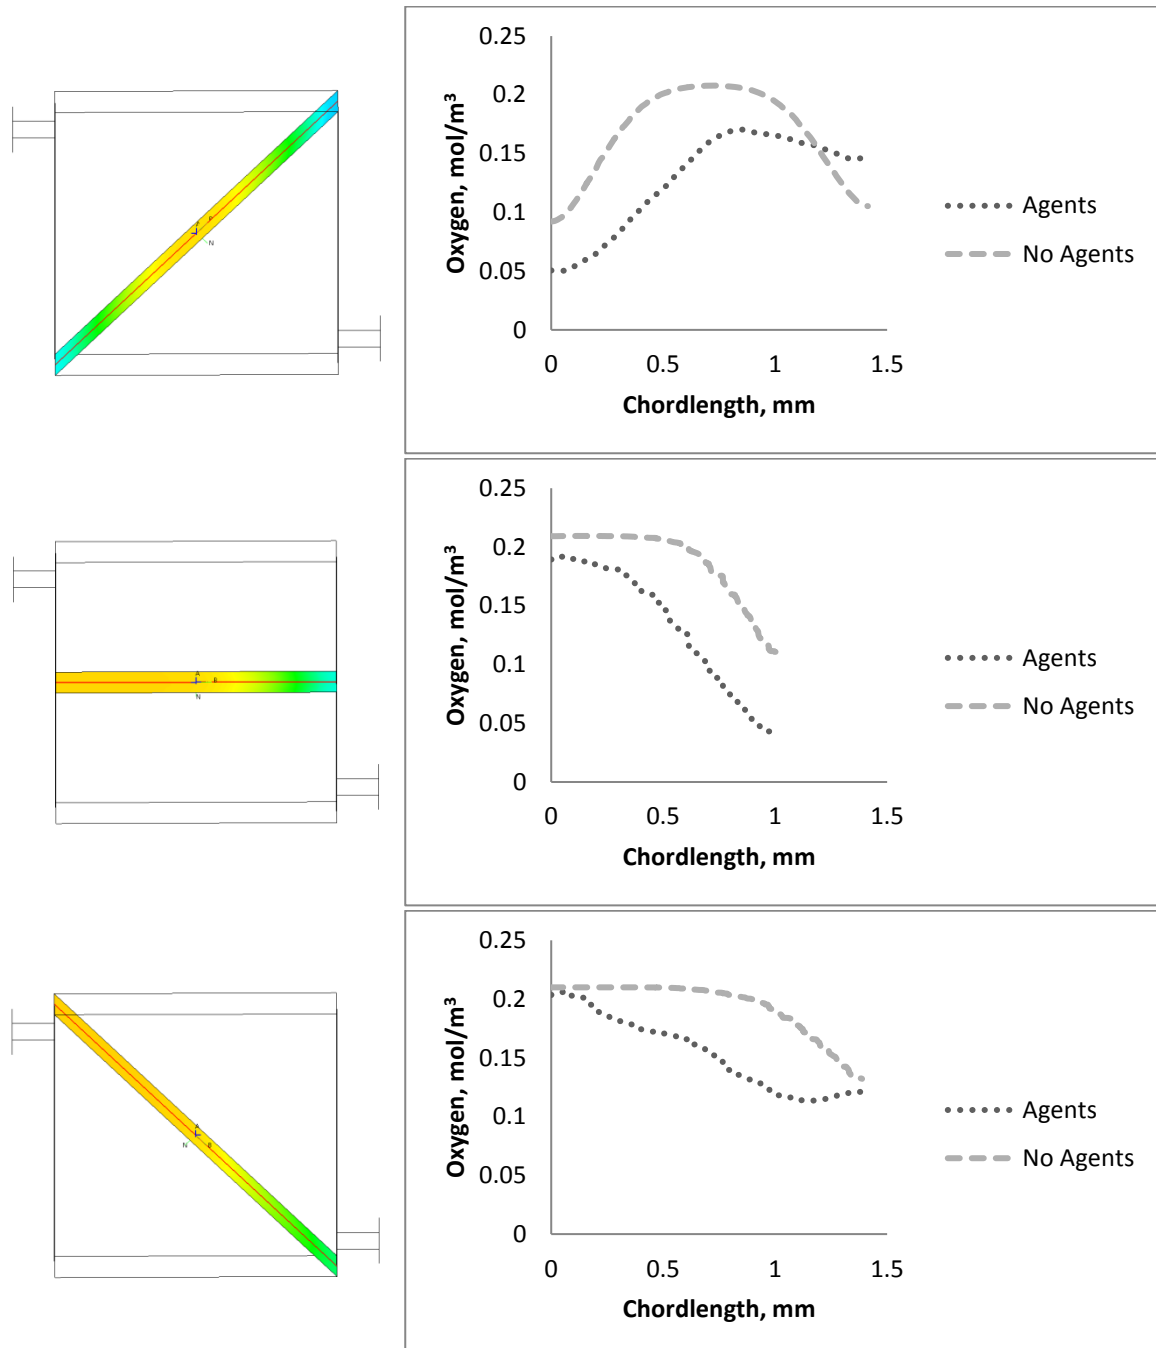 0.25
0.2
0.15
0.1
0.05
0
Oxygen, mol/m³
0 0.5 1 1.5
Chordlength, mm
Agents
No Agents
N
0.25
0.2
0.15
0.1
0.05
0
Oxygen, mol/m³
0 0.5 1 1.5
Chordlength, mm
Agents
No Agents
A
N
0.25
0.2
0.15
0.1
0.05
0
Oxygen, mol/m³
0 0.5 1 1.5
Chordlength, mm
Agents
No Agents
A
N